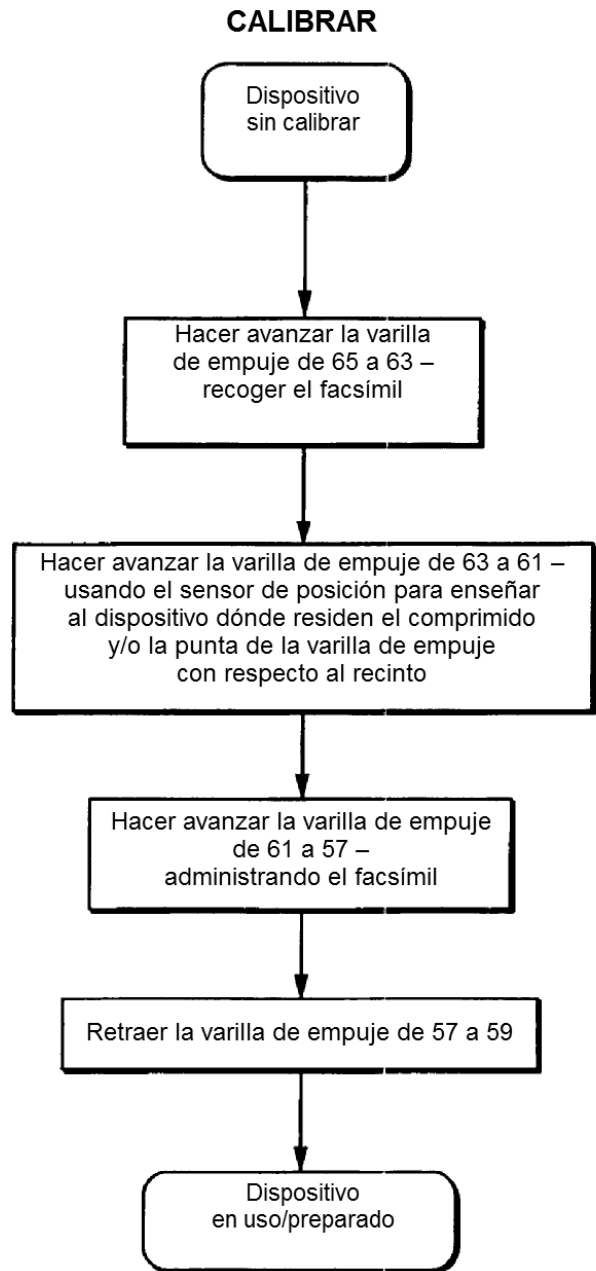 CALIBRAR
Dispositivo
sin calibrar
Hacer avanzar la varilla
de empuje de 65 a 63 –
recoger el facsímil
Hacer avanzar la varilla de empuje de 63 a 61 –
usando el sensor de posición para enseñar
al dispositivo dónde residen el comprimido
y/o la punta de la varilla de empuje
con respecto al recinto
Hacer avanzar la varilla de empuje
de 61 a 57 –
administrando el facsímil
Retraer la varilla de empuje de 57 a 59
Dispositivo
en uso/preparado